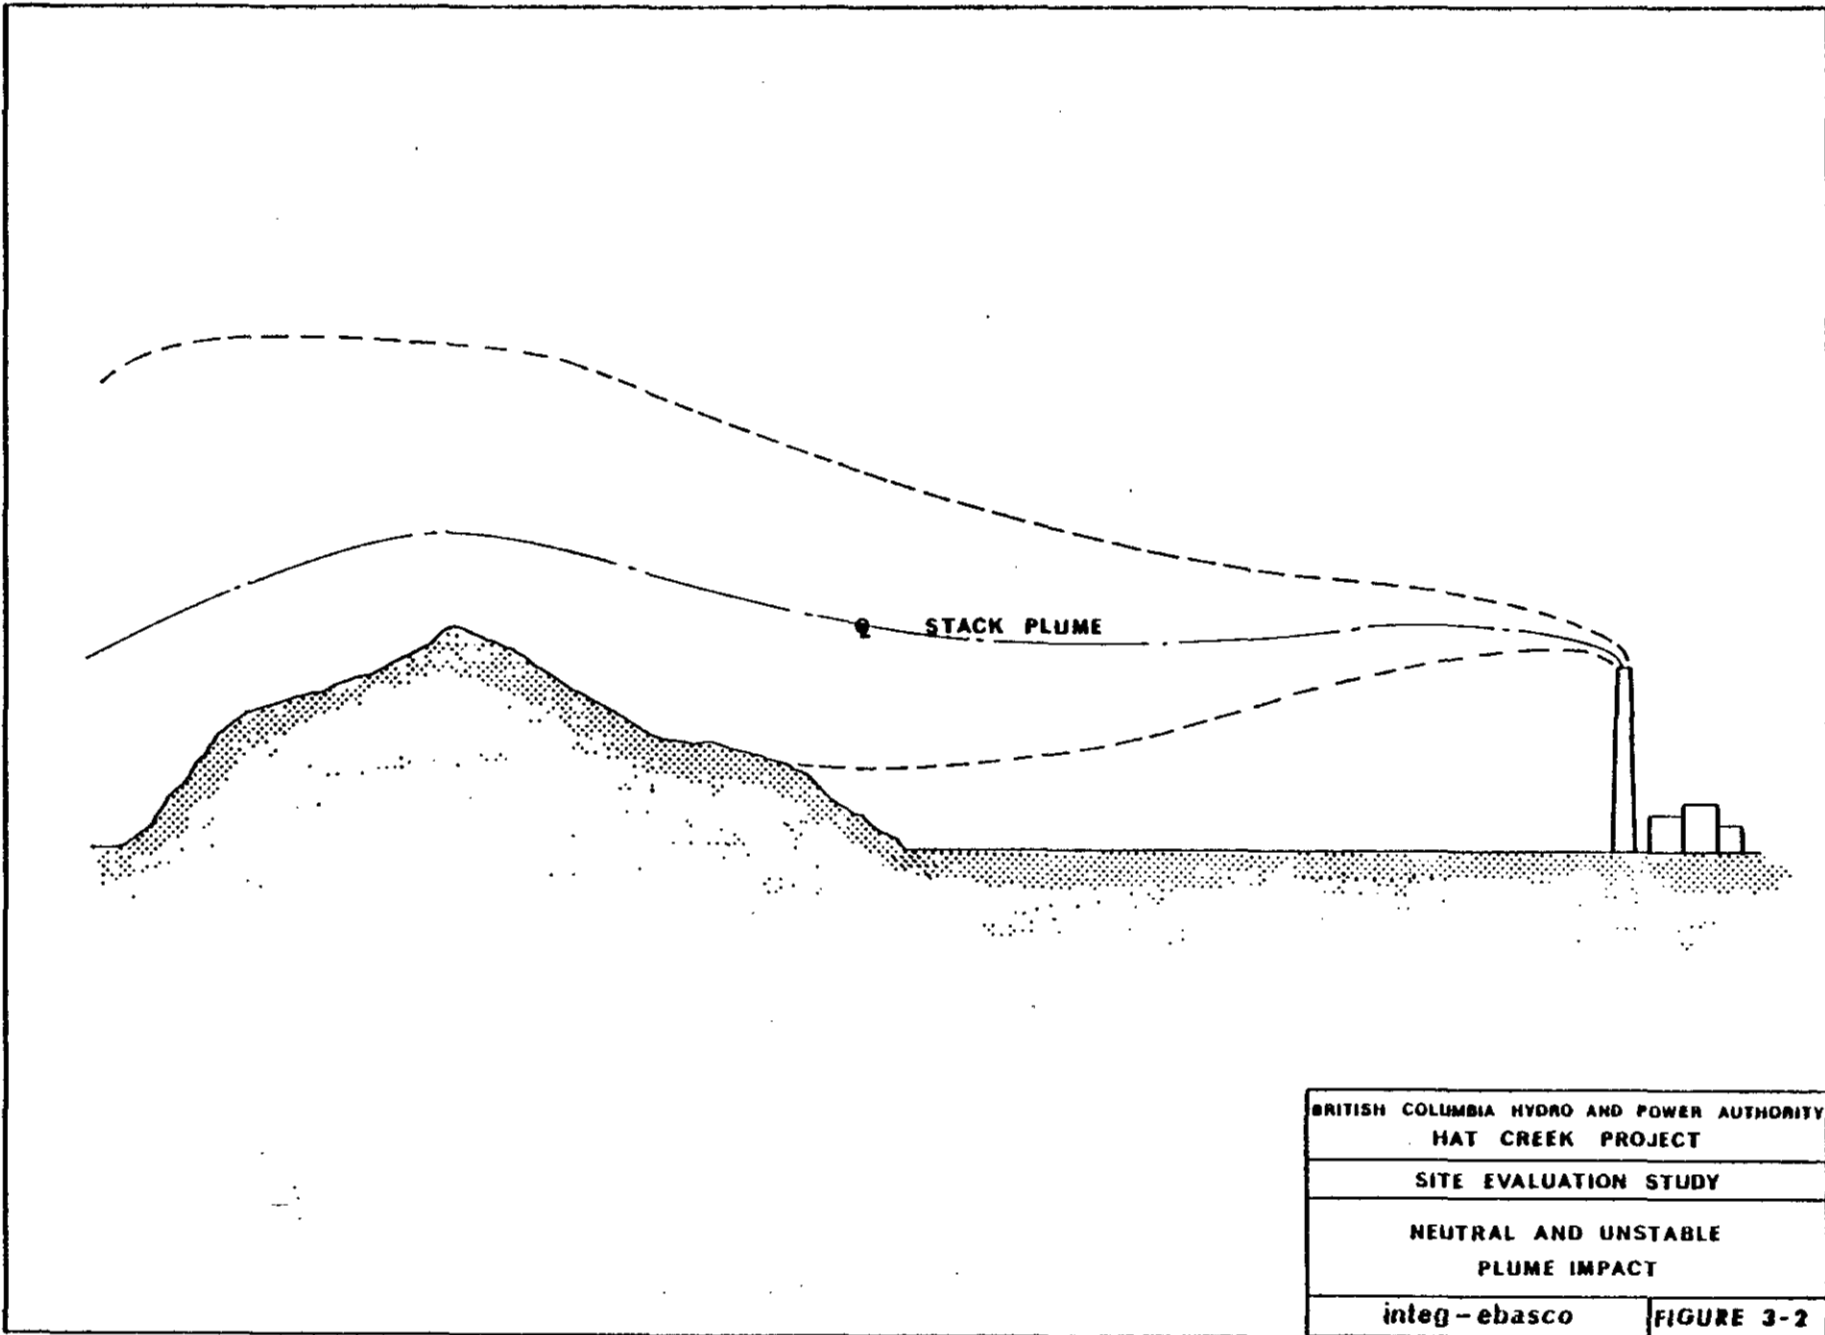 ℄ STACK PLUME
BRITISH COLUMBIA HYDRO AND POWER AUTHORITY
HAT CREEK PROJECT
SITE EVALUATION STUDY
NEUTRAL AND UNSTABLE
PLUME IMPACT
integ-ebasco
FIGURE 3-2